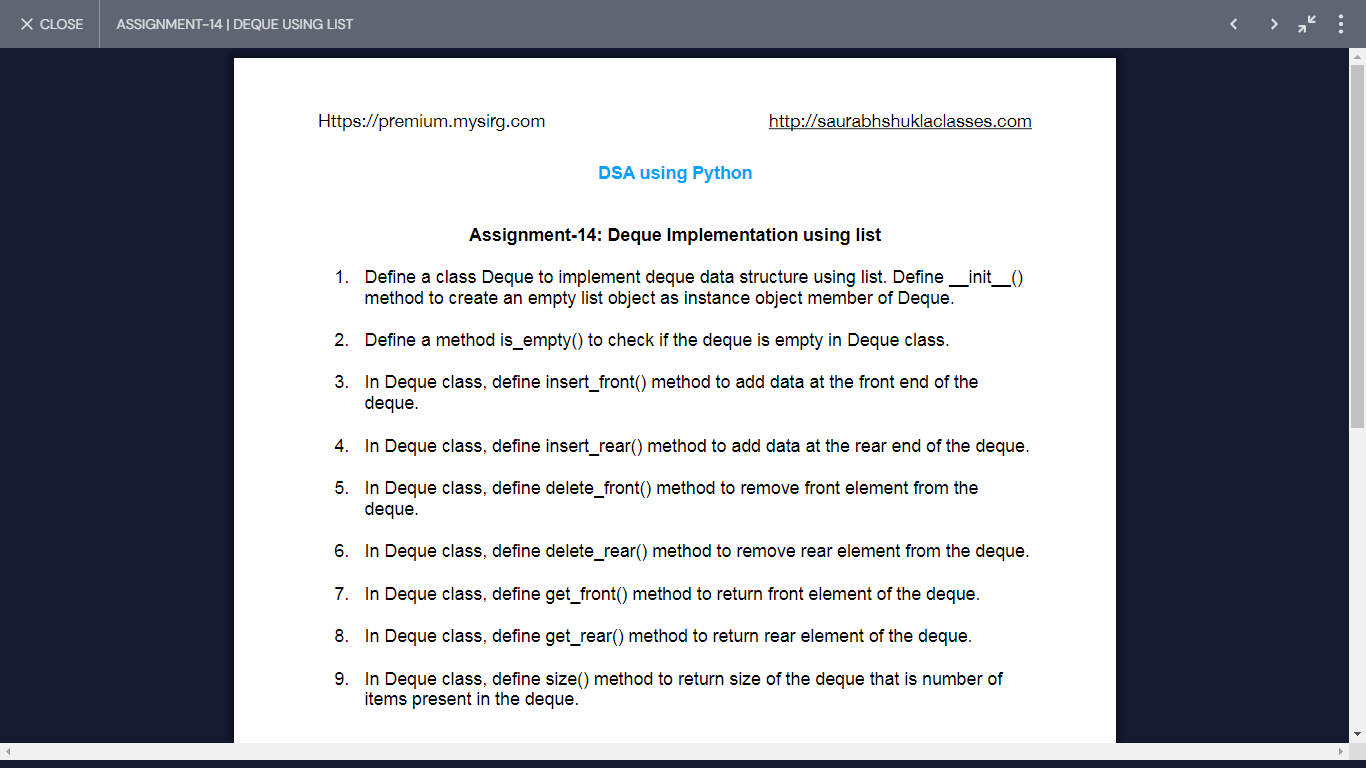 CLOSE
ASSIGNMENT-14 | DEQUE USING LIST
Https://premium.mysirg.com
http://saurabhshuklaclasses.com
DSA using Python
Assignment-14: Deque Implementation using list
1. Define a class Deque to implement deque data structure using list. Define __init__()
method to create an empty list object as instance object member of Deque.
2. Define a method is_empty() to check if the deque is empty in Deque class.
3. In Deque class, define insert_front() method to add data at the front end of the
deque.
4. In Deque class, define insert_rear() method to add data at the rear end of the deque.
5. In Deque class, define delete_front() method to remove front element from the
deque.
6. In Deque class, define delete_rear() method to remove rear element from the deque.
7. In Deque class, define get_front() method to return front element of the deque.
8. In Deque class, define get_rear() method to return rear element of the deque.
9. In Deque class, define size() method to return size of the deque that is number of
items present in the deque.